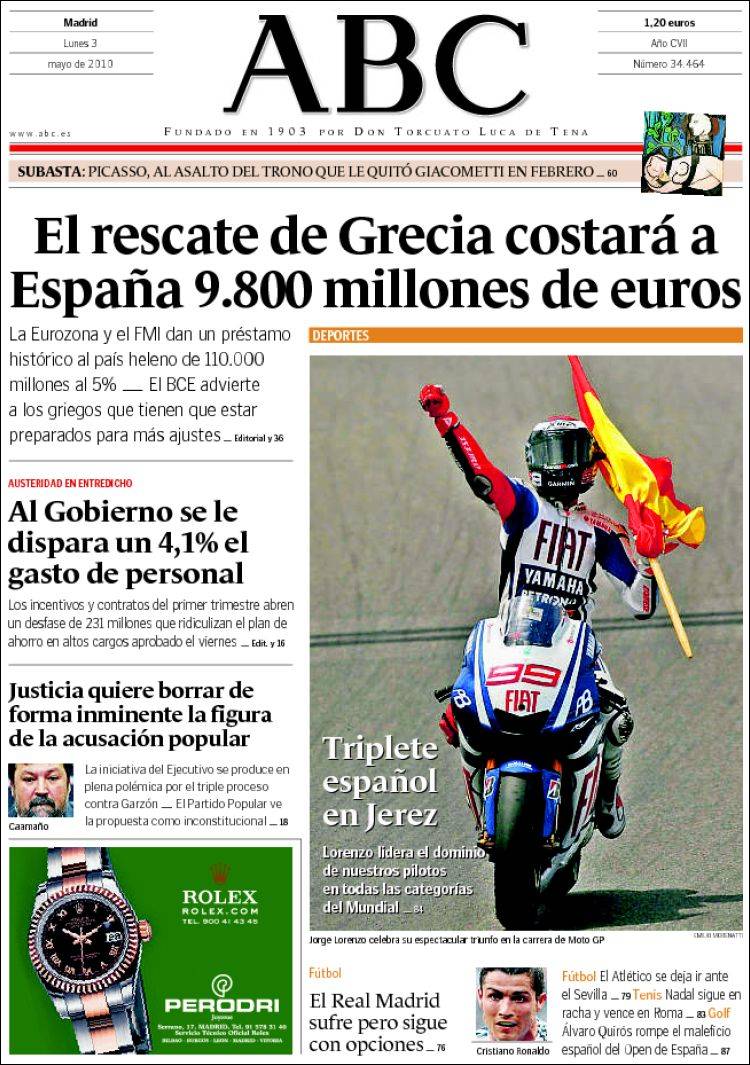 Madrid
Lunes 3
mayo de 2010
ABC
1,20 euros
Año CVII
Número 34.464
www.abc.es
FUNDADO EN 1903 POR DON TORCUATO LUCA DE TENA
SUBASTA: PICASSO, AL ASALTO DEL TRONO QUE LE QUITÓ GIACOMETTI EN FEBRERO _ 60
El rescate de Grecia costará a
España 9.800 millones de euros
La Eurozona y el FMI dan un préstamo
histórico al país heleno de 110.000
millones al 5% __ El BCE advierte
a los griegos que tienen que estar
preparados para más ajustes _ Editorial y 36
AUSTERIDAD EN ENTREDICHO
Al Gobierno se le
dispara un 4,1% el
gasto de personal
Los incentivos y contratos del primer trimestre abren
un desfase de 231 millones que ridiculizan el plan de
ahorro en altos cargos aprobado el viernes _ Edit. y 16
Justicia quiere borrar de
forma inminente la figura
de la acusación popular
Caamaño
La iniciativa del Ejecutivo se produce en
plena polémica por el triple proceso
contra Garzón __ El Partido Popular ve
la propuesta como inconstitucional _ 18
ROLEX
ROLEX.COM
TEL. 900 41 43 45
PERODRI
Joyeros
Serrano, 17. MADRID. Tel. 91 578 31 40
Servicio Técnico Oficial Rolex
BILBAO - BURGOS - LEON - MADRID - VITORIA
DEPORTES
GARMIN
FIAT
YAMAHA
PETRONAS
99
FIAT
Triplete
español
en Jerez
Lorenzo lidera el dominio
de nuestros pilotos
en todas las categorías
del Mundial _ 84
EMILIO MORENATTI
Jorge Lorenzo celebra su espectacular triunfo en la carrera de Moto GP
Fútbol
El Real Madrid
sufre pero sigue
con opciones _ 76
Cristiano Ronaldo
Fútbol El Atlético se deja ir ante
el Sevilla _ 79 Tenis Nadal sigue en
racha y vence en Roma _ 83 Golf
Álvaro Quirós rompe el maleficio
español del Open de España _ 87